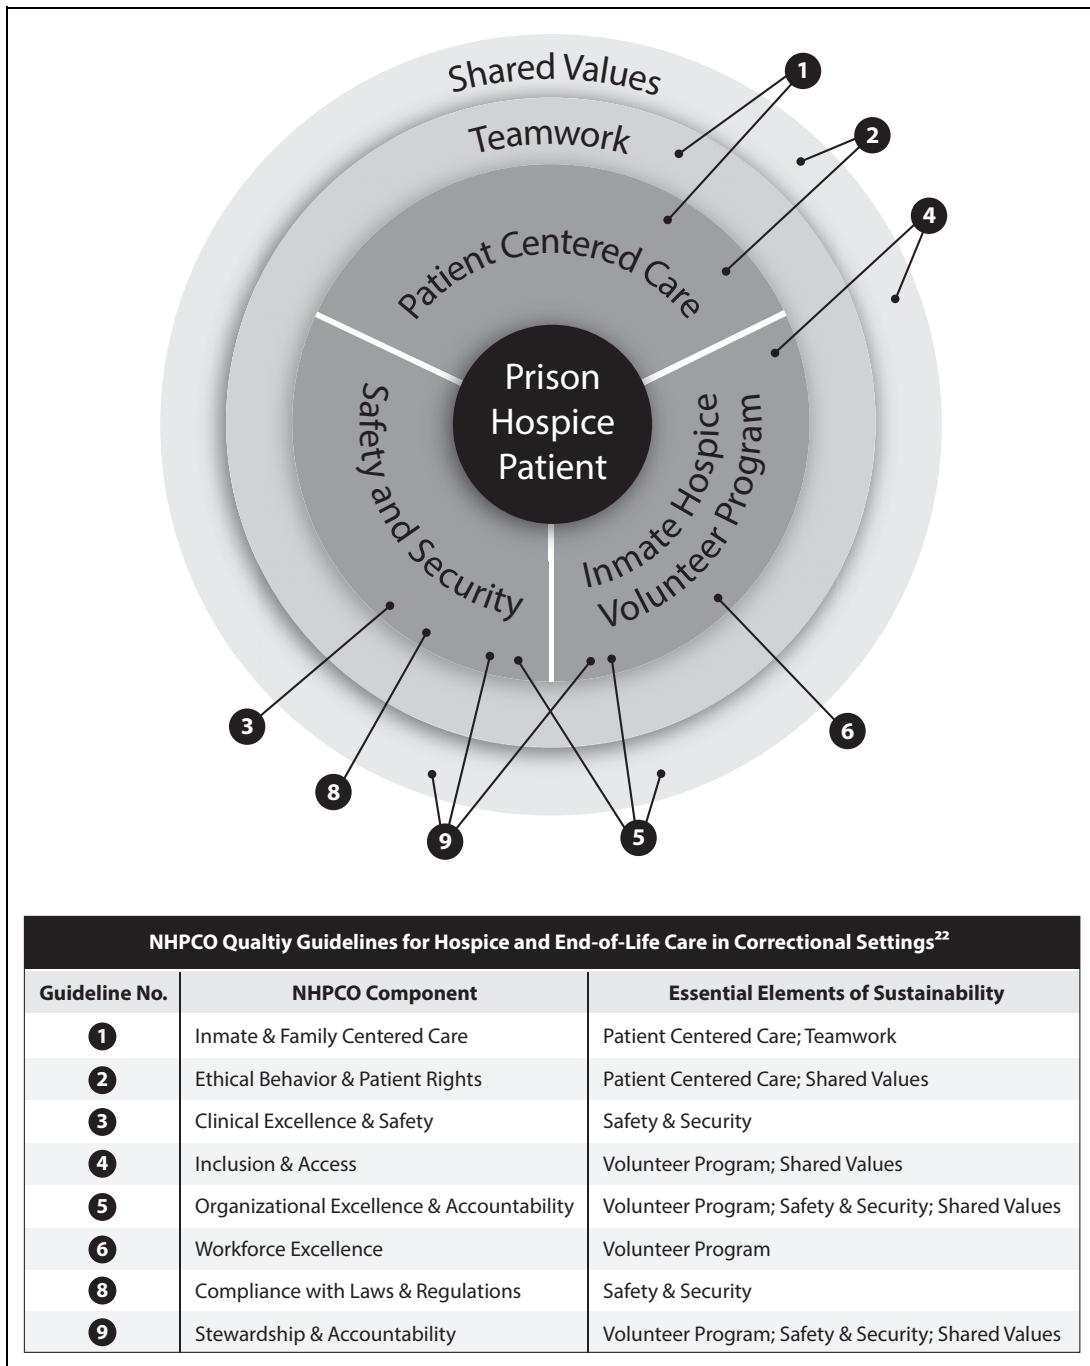 Shared Values
Teamwork
Patient Centered Care
Prison
Hospice
Patient
Safety and Security
Inmate Hospice
Volunteer Program
1
2
4
3
8
9
5
6
NHPCO Qualtiy Guidelines for Hospice and End-of-Life Care in Correctional Settings²²
Guideline No. NHPCO Component Essential Elements of Sustainability
1 Inmate & Family Centered Care Patient Centered Care; Teamwork
2 Ethical Behavior & Patient Rights Patient Centered Care; Shared Values
3 Clinical Excellence & Safety Safety & Security
4 Inclusion & Access Volunteer Program; Shared Values
5 Organizational Excellence & Accountability Volunteer Program; Safety & Security; Shared Values
6 Workforce Excellence Volunteer Program
8 Compliance with Laws & Regulations Safety & Security
9 Stewardship & Accountability Volunteer Program; Safety & Security; Shared Values